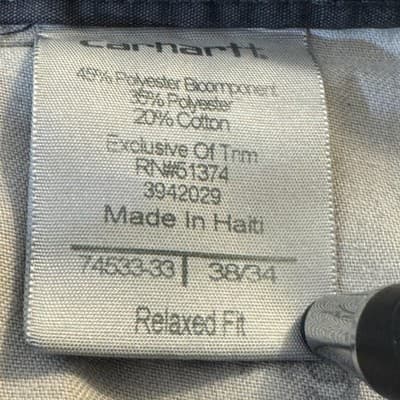 carhartt
45% Polyester Bicomponent
35% Polyester
20% Cotton
Exclusive Of Trim
RN#51374
3942029
Made In Haiti
74533-33 38/34
Relaxed Fit